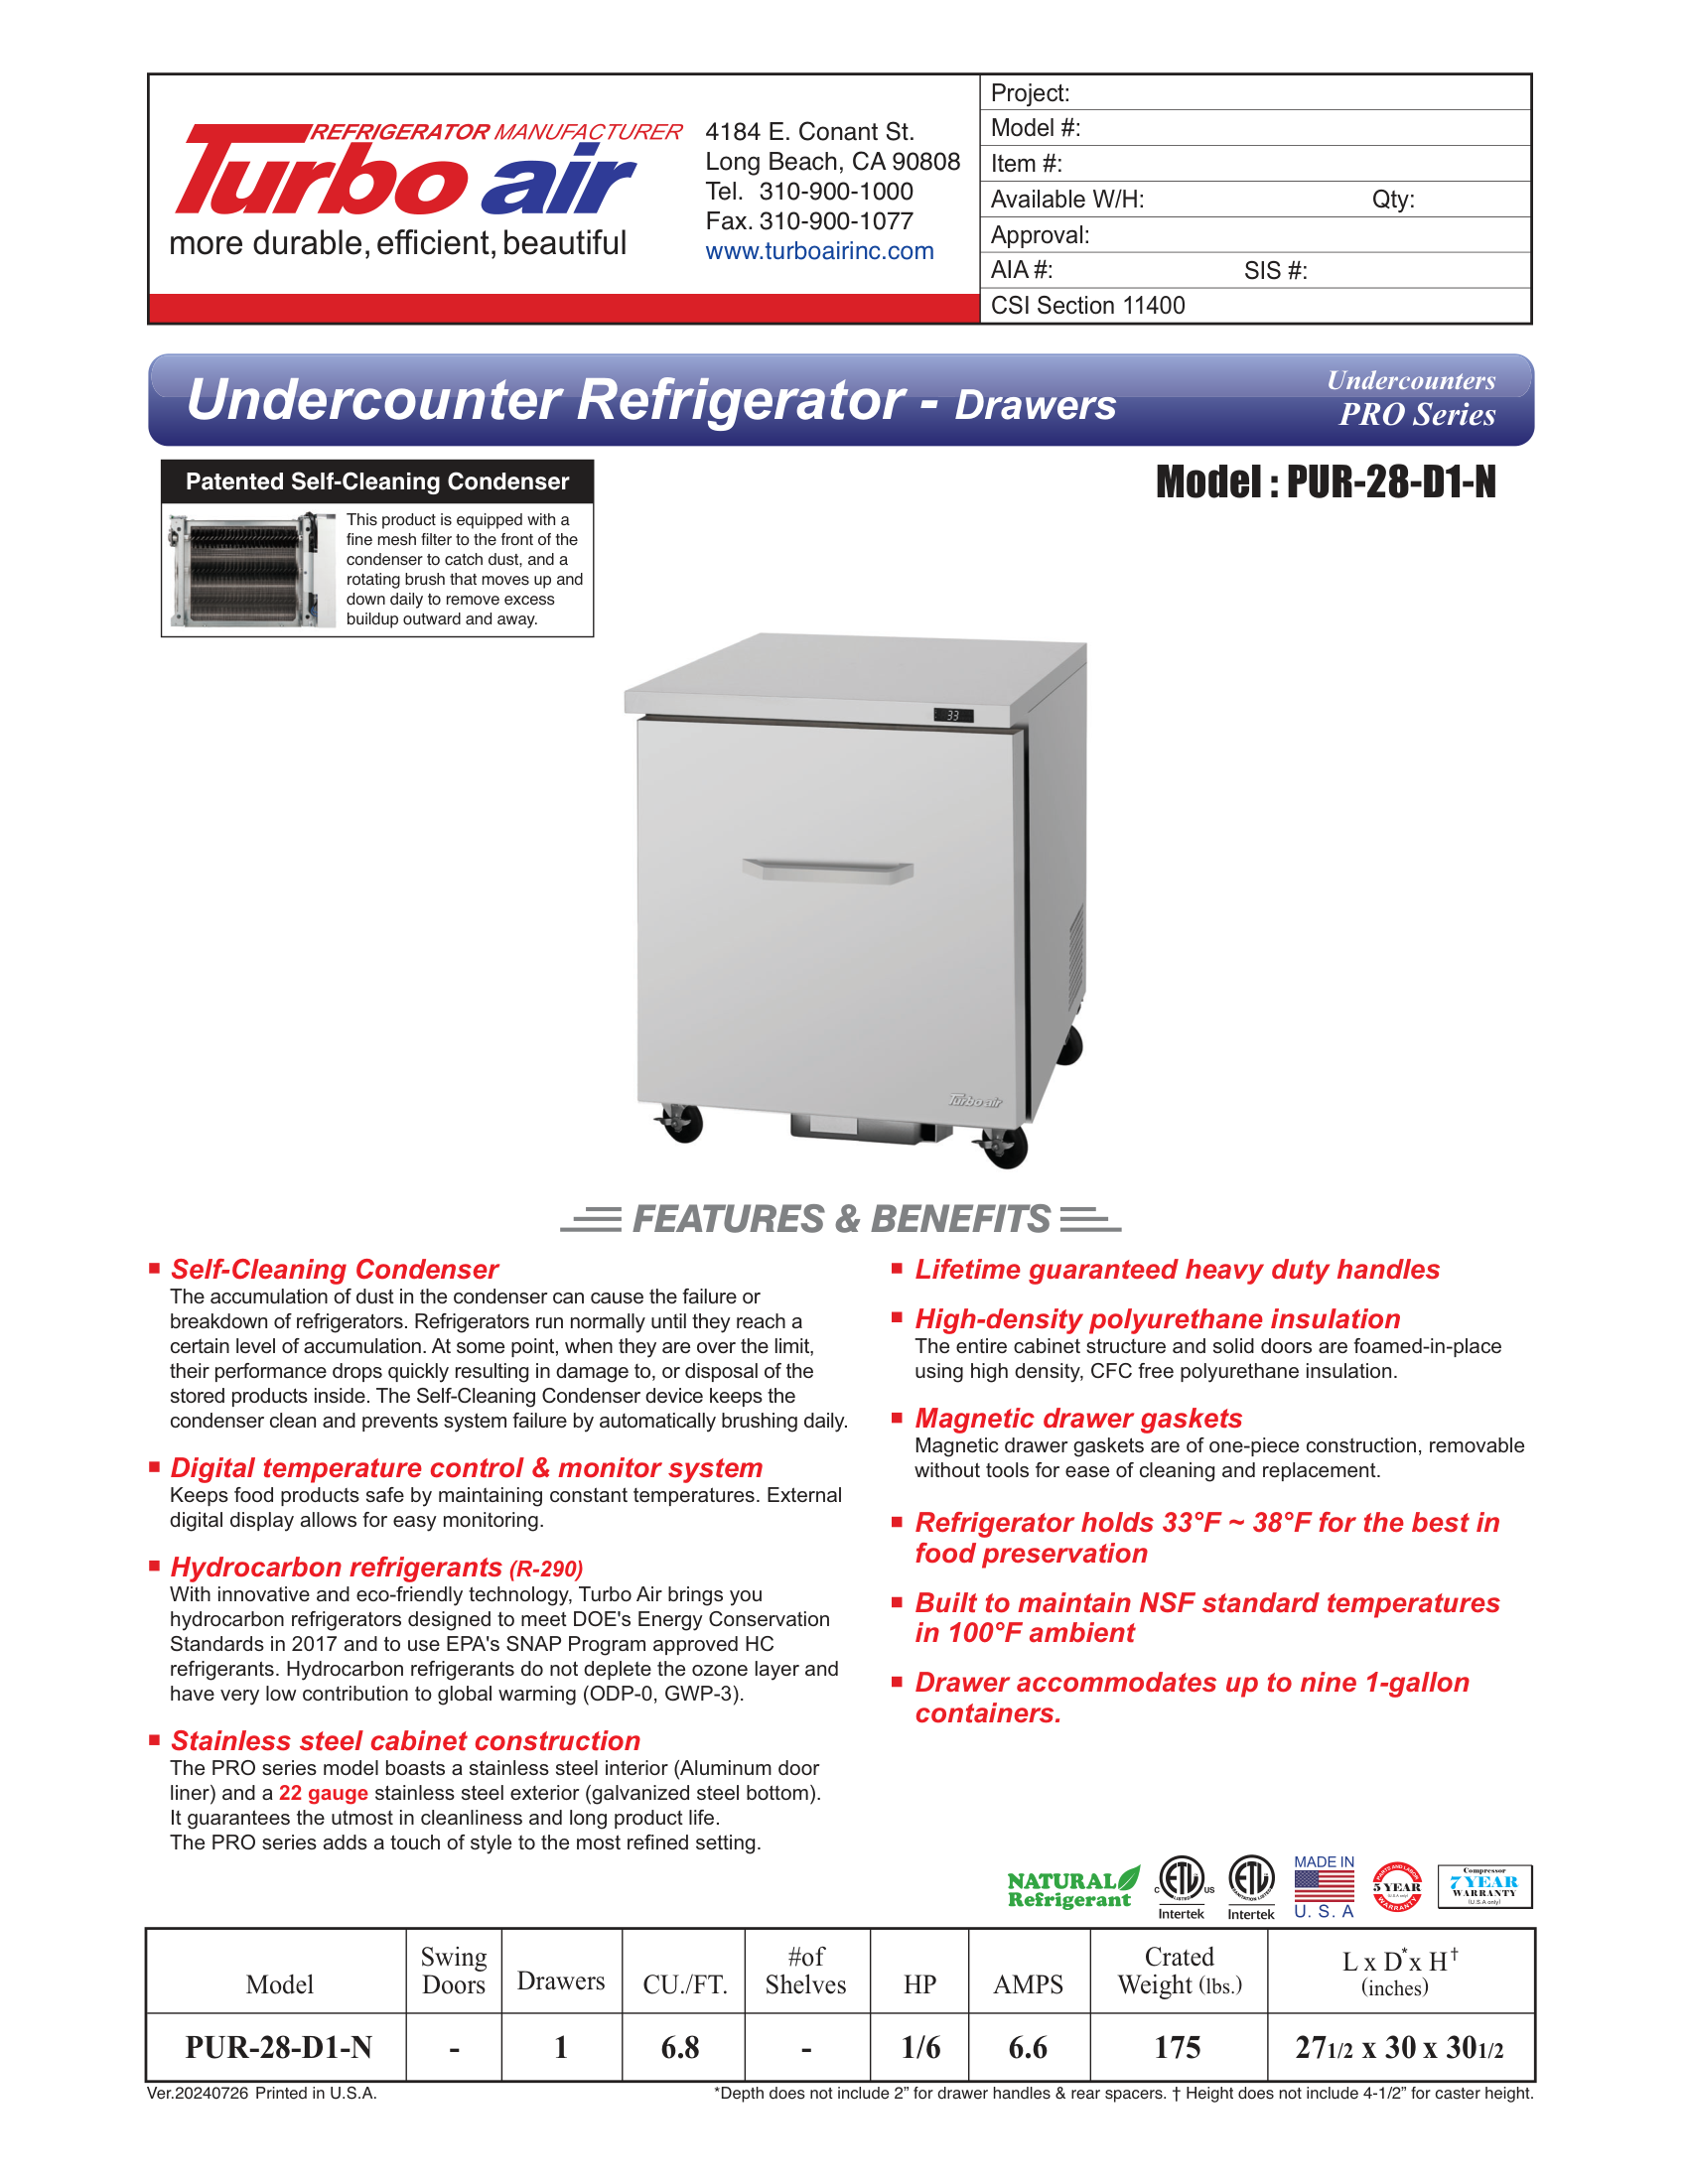 REFRIGERATOR MANUFACTURER
Turbo air
more durable, efficient, beautiful
4184 E. Conant St.
Long Beach, CA 90808
Tel. 310-900-1000
Fax. 310-900-1077
www.turboairinc.com
Project:
Model #:
Item #:
Available W/H: Qty:
Approval:
AIA #: SIS #:
CSI Section 11400
Undercounter Refrigerator - Drawers
Undercounters
PRO Series
Patented Self-Cleaning Condenser
This product is equipped with a
fine mesh filter to the front of the
condenser to catch dust, and a
rotating brush that moves up and
down daily to remove excess
buildup outward and away.
Model : PUR-28-D1-N
33
Turbo air
FEATURES & BENEFITS
▪ Self-Cleaning Condenser
The accumulation of dust in the condenser can cause the failure or
breakdown of refrigerators. Refrigerators run normally until they reach a
certain level of accumulation. At some point, when they are over the limit,
their performance drops quickly resulting in damage to, or disposal of the
stored products inside. The Self-Cleaning Condenser device keeps the
condenser clean and prevents system failure by automatically brushing daily.
▪ Digital temperature control & monitor system
Keeps food products safe by maintaining constant temperatures. External
digital display allows for easy monitoring.
▪ Hydrocarbon refrigerants (R-290)
With innovative and eco-friendly technology, Turbo Air brings you
hydrocarbon refrigerators designed to meet DOE's Energy Conservation
Standards in 2017 and to use EPA's SNAP Program approved HC
refrigerants. Hydrocarbon refrigerants do not deplete the ozone layer and
have very low contribution to global warming (ODP-0, GWP-3).
▪ Stainless steel cabinet construction
The PRO series model boasts a stainless steel interior (Aluminum door
liner) and a 22 gauge stainless steel exterior (galvanized steel bottom).
It guarantees the utmost in cleanliness and long product life.
The PRO series adds a touch of style to the most refined setting.
▪ Lifetime guaranteed heavy duty handles
▪ High-density polyurethane insulation
The entire cabinet structure and solid doors are foamed-in-place
using high density, CFC free polyurethane insulation.
▪ Magnetic drawer gaskets
Magnetic drawer gaskets are of one-piece construction, removable
without tools for ease of cleaning and replacement.
▪ Refrigerator holds 33°F ~ 38°F for the best in
food preservation
▪ Built to maintain NSF standard temperatures
in 100°F ambient
▪ Drawer accommodates up to nine 1-gallon
containers.
NATURAL
Refrigerant
C ETL US
LISTED
Intertek
ETL
SANITATION LISTED
Intertek
MADE IN
U. S. A
PARTS AND LABOR
5 YEAR
(U.S.A only)
WARRANTY
Compressor
7 YEAR
WARRANTY
(U.S.A only)
Model Swing Doors Drawers CU./FT. #of Shelves HP AMPS Crated Weight (lbs.) L x D* x H† (inches)
PUR-28-D1-N - 1 6.8 - 1/6 6.6 175 27 1/2 x 30 x 30 1/2
Ver.20240726 Printed in U.S.A.
*Depth does not include 2” for drawer handles & rear spacers. † Height does not include 4-1/2” for caster height.